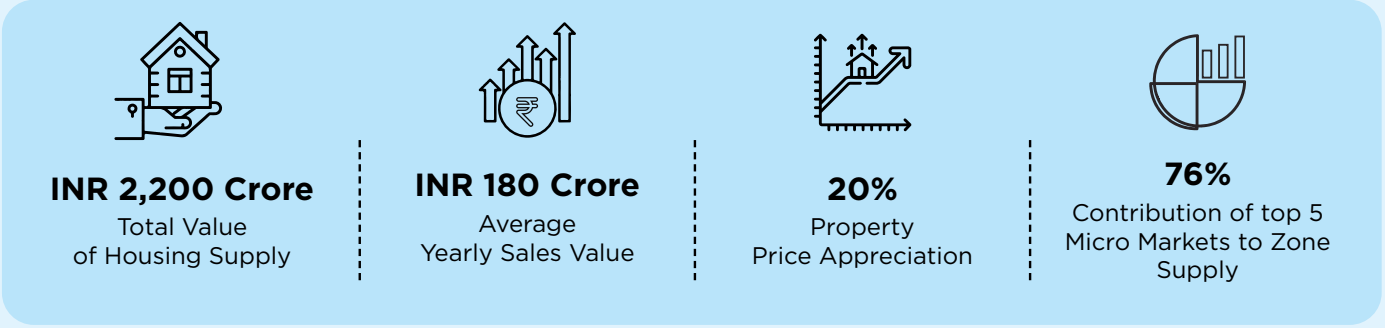 INR 2,200 Crore
Total Value
of Housing Supply
INR 180 Crore
Average
Yearly Sales Value
20%
Property
Price Appreciation
76%
Contribution of top 5
Micro Markets to Zone
Supply